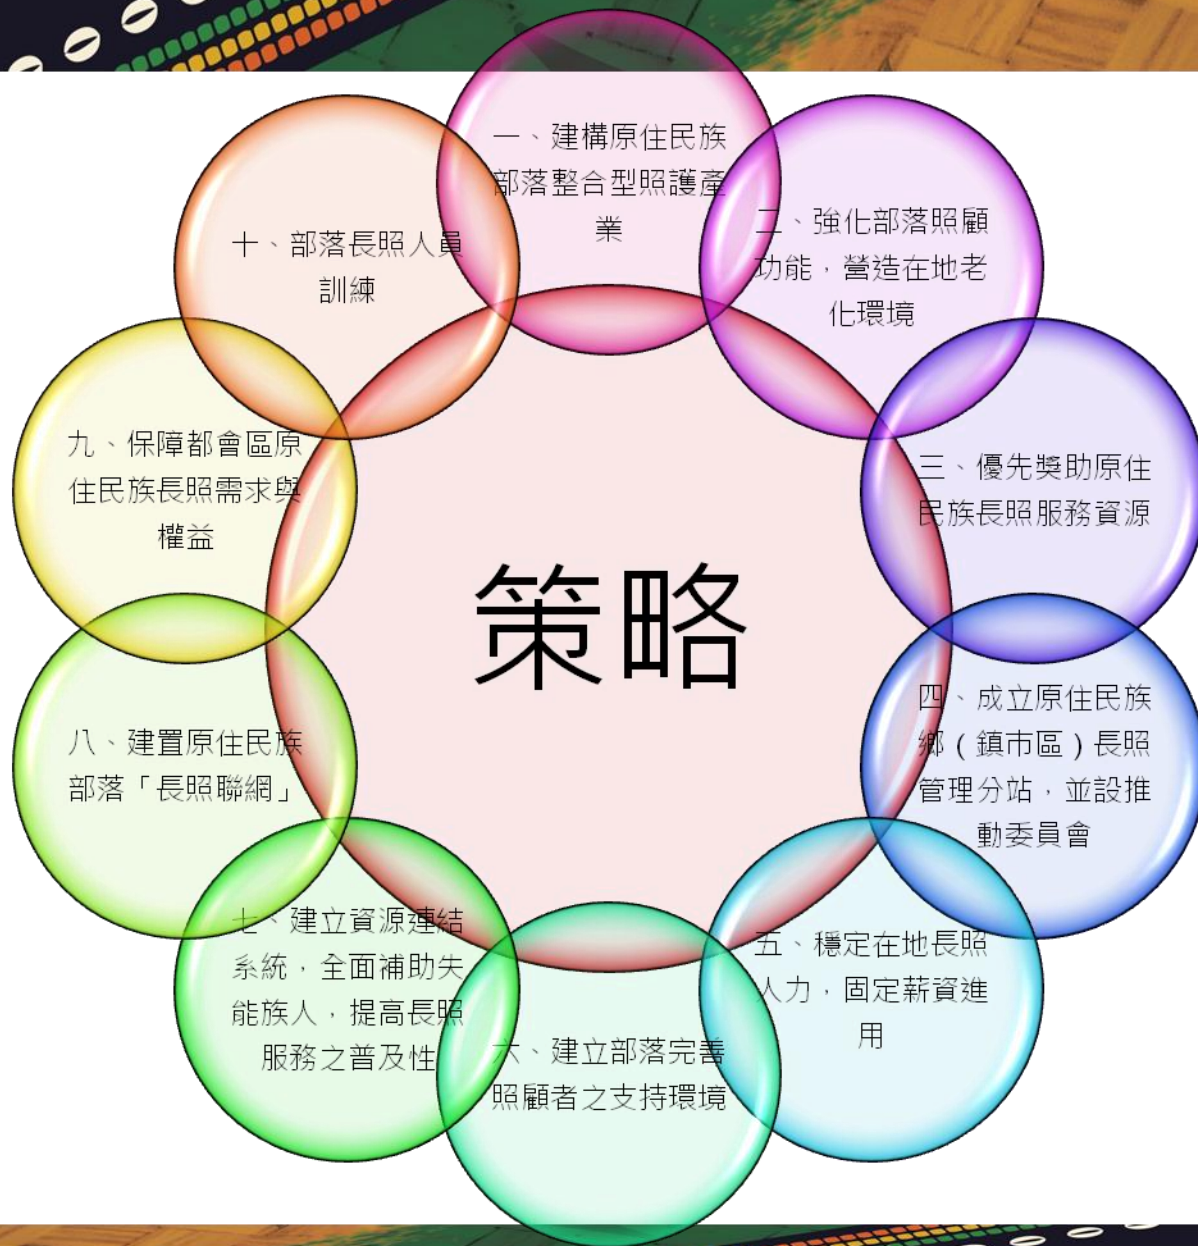 策略
一、建構原住民族
部落整合型照護產
業
二、強化部落照顧
功能，營造在地老
化環境
三、優先獎助原住
民族長照服務資源
四、成立原住民族
鄉（鎮市區）長照
管理分站，並設推
動委員會
五、穩定在地長照
人力，固定薪資進
用
六、建立部落完善
照顧者之支持環境
七、建立資源連結
系統，全面補助失
能族人，提高長照
服務之普及性
八、建置原住民族
部落「長照聯網」
九、保障都會區原
住民族長照需求與
權益
十、部落長照人員
訓練